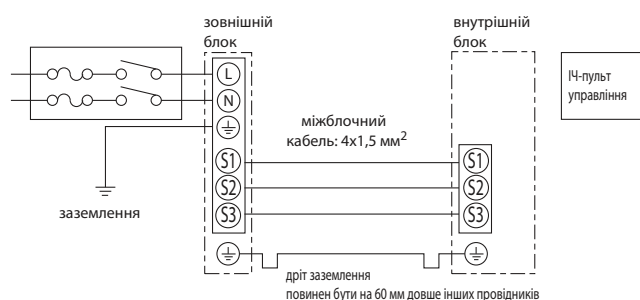 зовнішній
блок
внутрішній
блок
L
N
S1
S2
S3
міжблочний
кабель: 4x1,5 мм²
S1
S2
S3
ІЧ-пульт
управління
заземлення
дріт заземлення
повинен бути на 60 мм довше інших провідників